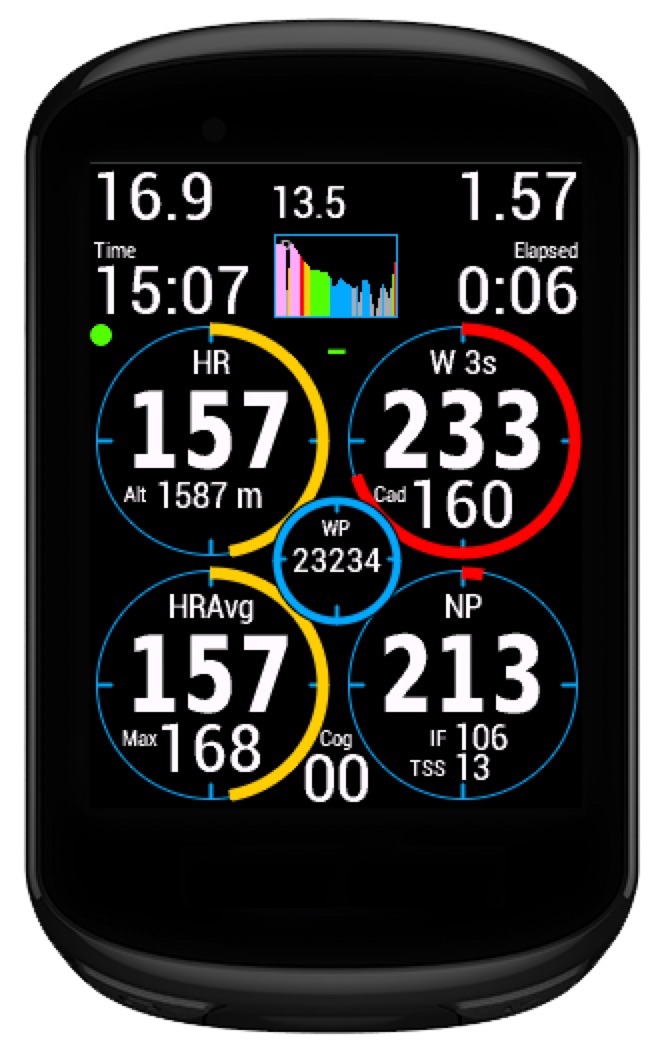 16.9 13.5 1.57
Time Elapsed
15:07 0:06
HR W 3s
157 233
Alt 1587 m Cad 160
WP
23234
HRAvg NP
157 213
Max 168 Cog IF 106
00 TSS 13